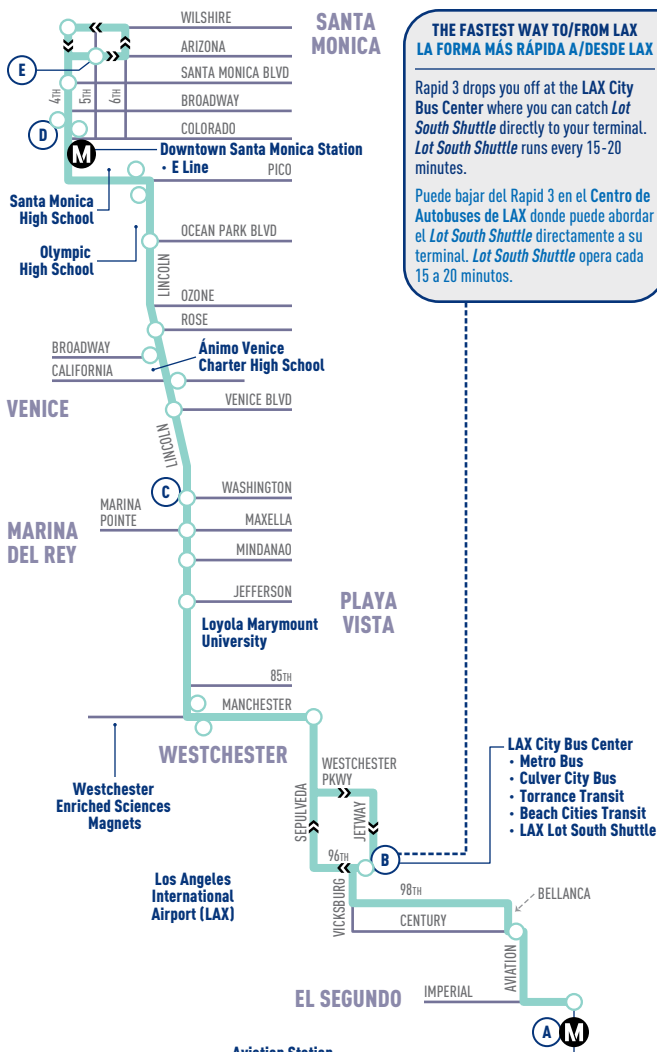 WILSHIRE
SANTA
MONICA
ARIZONA
E
SANTA MONICA BLVD
4TH
5TH
6TH
BROADWAY
D
COLORADO
M
Downtown Santa Monica Station
· E Line
PICO
Santa Monica
High School
Olympic
High School
OCEAN PARK BLVD
LINCOLN
OZONE
ROSE
BROADWAY
Ánimo Venice
Charter High School
CALIFORNIA
VENICE
VENICE BLVD
LINCOLN
C
WASHINGTON
MARINA
POINTE
MAXELLA
MARINA
DEL REY
MINDANAO
JEFFERSON
PLAYA
VISTA
Loyola Marymount
University
85TH
MANCHESTER
WESTCHESTER
Westchester
Enriched Sciences
Magnets
WESTCHESTER
PKWY
SEPULVEDA
JETWAY
96TH
B
LAX City Bus Center
· Metro Bus
· Culver City Bus
· Torrance Transit
· Beach Cities Transit
· LAX Lot South Shuttle
Los Angeles
International
Airport (LAX)
VICKSBURG
98TH
BELLANCA
CENTURY
AVIATION
EL SEGUNDO
IMPERIAL
A
M
Aviation Station
THE FASTEST WAY TO/FROM LAX
LA FORMA MÁS RÁPIDA A/DESDE LAX
Rapid 3 drops you off at the LAX City
Bus Center where you can catch Lot
South Shuttle directly to your terminal.
Lot South Shuttle runs every 15-20
minutes.
Puede bajar del Rapid 3 en el Centro de
Autobuses de LAX donde puede abordar
el Lot South Shuttle directamente a su
terminal. Lot South Shuttle opera cada
15 a 20 minutos.